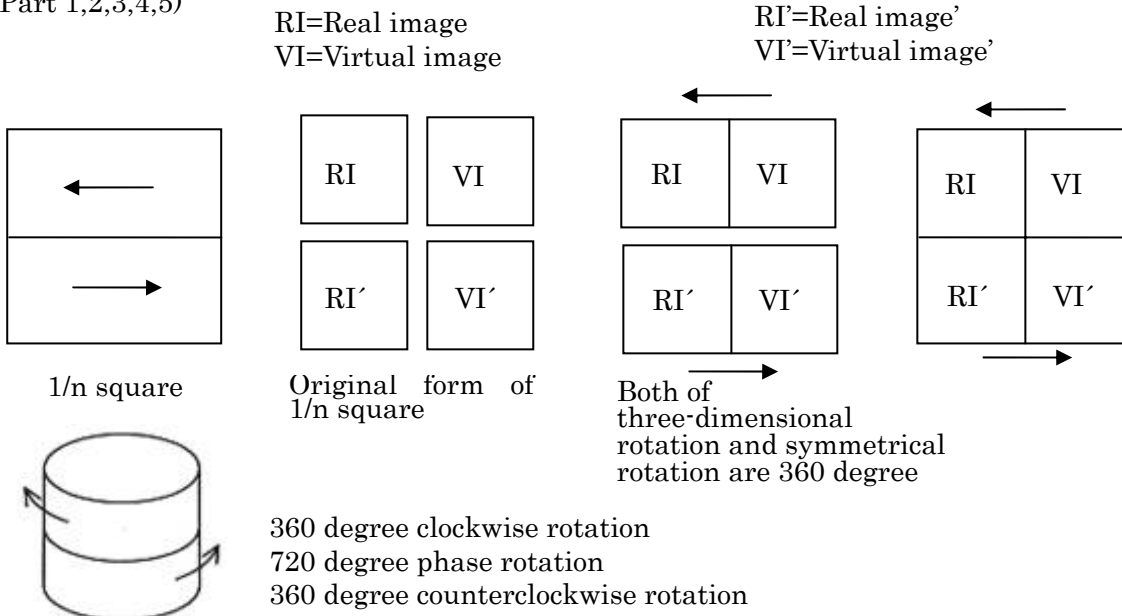 Part 1,2,3,4,5)
RI=Real image
VI=Virtual image
RI’=Real image’
VI’=Virtual image’
RI VI
RI´ VI´
RI VI
RI´ VI´
RI VI
RI´ VI´
1/n square
Original form of
1/n square
Both of
three-dimensional
rotation and symmetrical
rotation are 360 degree
360 degree clockwise rotation
720 degree phase rotation
360 degree counterclockwise rotation